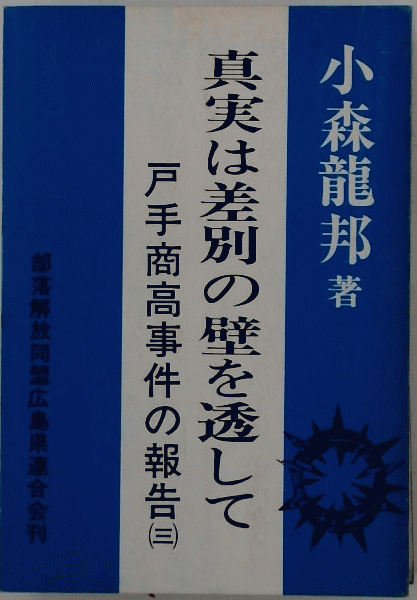 小森龍邦 著
真実は差別の壁を透して
戸手商高事件の報告(三)
部落解放同盟広島県連合会刊